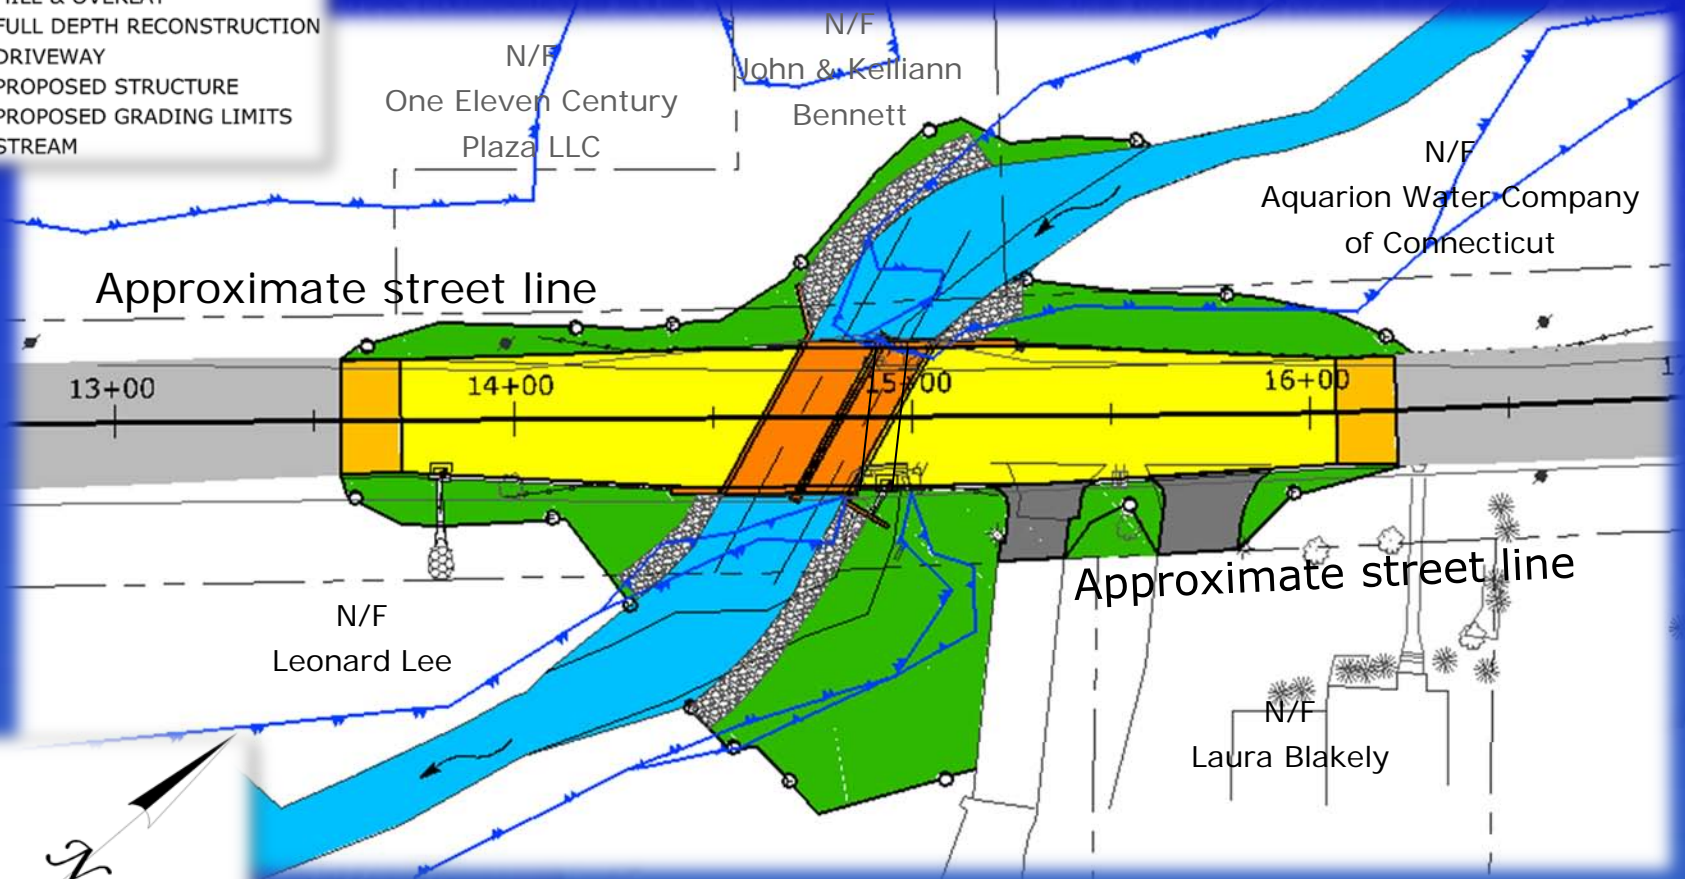 MILL & OVERLAY
FULL DEPTH RECONSTRUCTION
DRIVEWAY
PROPOSED STRUCTURE
PROPOSED GRADING LIMITS
STREAM
N/F
One Eleven Century
Plaza LLC
N/F
John & Kelliann
Bennett
N/F
Aquarion Water Company
of Connecticut
Approximate street line
13+00
14+00
15+00
16+00
Approximate street line
N/F
Leonard Lee
N/F
Laura Blakely
N